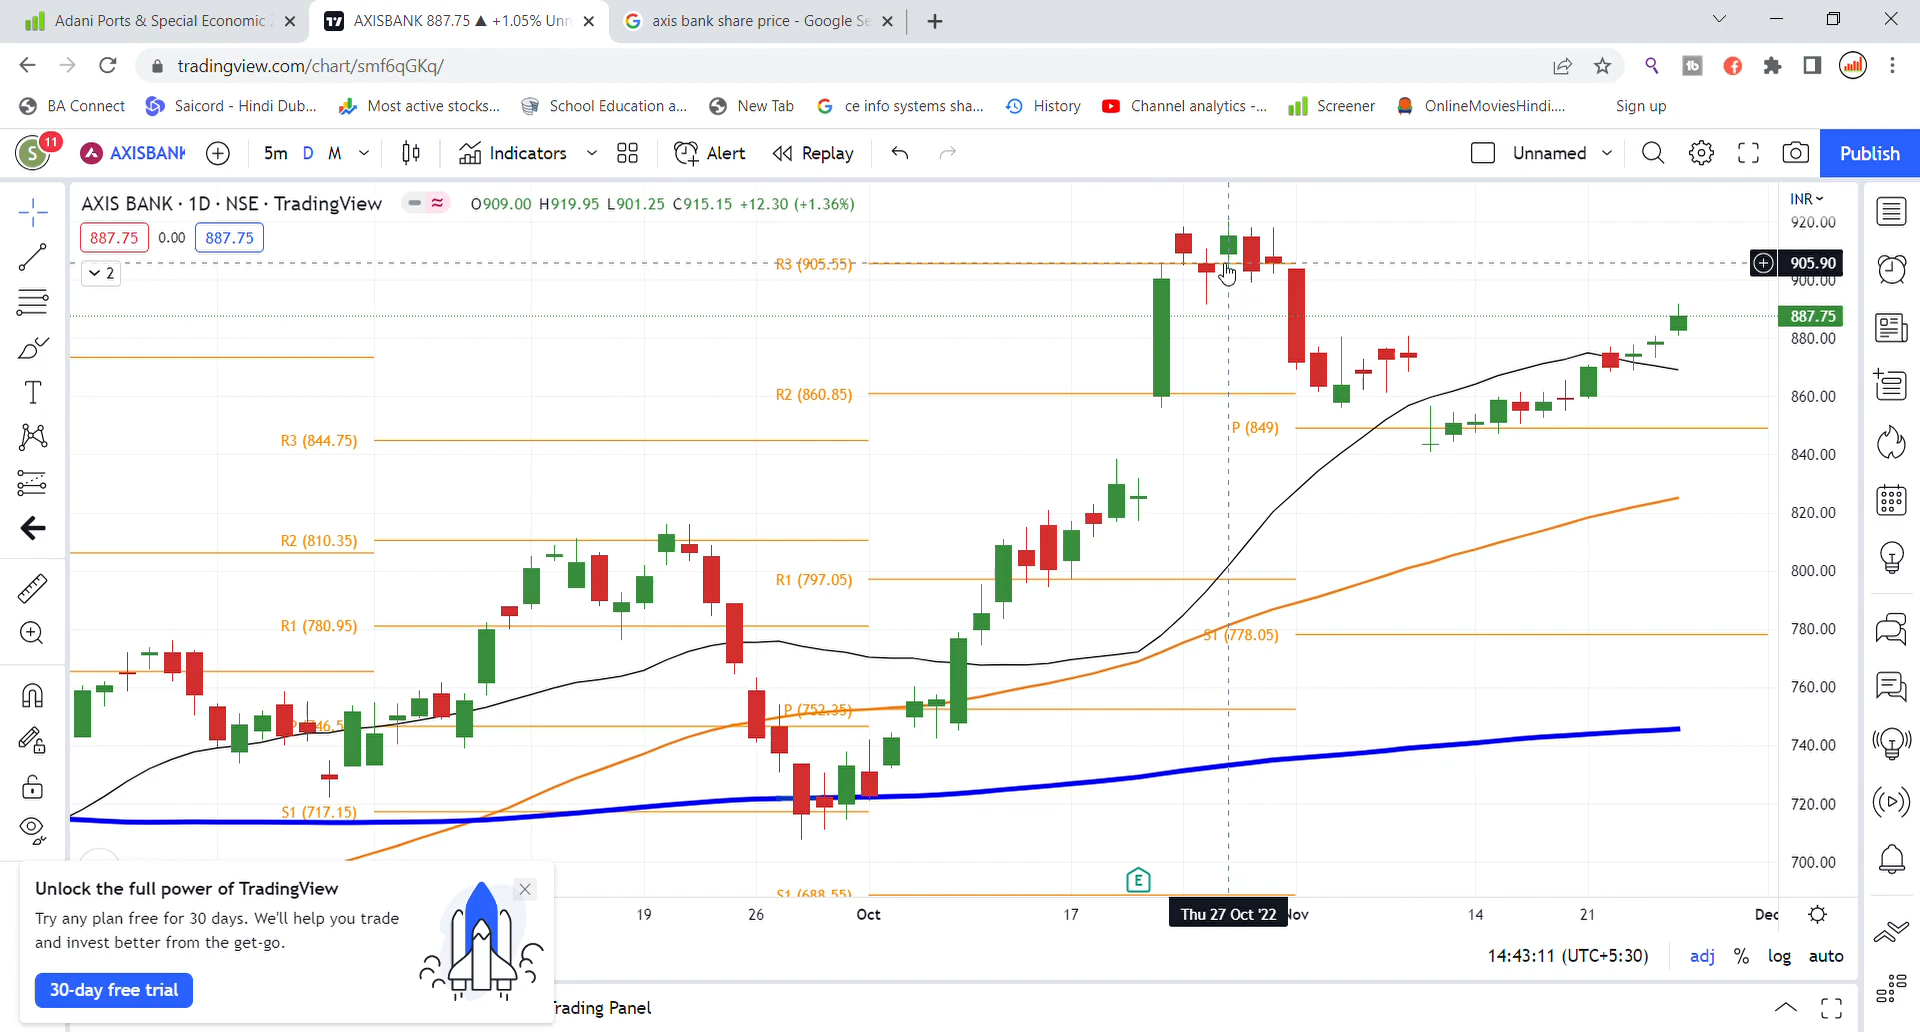 Adani Ports & Special Economic
AXISBANK 887.75 ▲ +1.05% Unn
axis bank share price - Google Se
tradingview.com/chart/smf6qGKq/
BA Connect
Saicord - Hindi Dub...
Most active stocks...
School Education a...
New Tab
ce info systems sha...
History
Channel analytics -...
Screener
OnlineMoviesHindi....
Sign up
S 11
AXISBANK
5m D M
Indicators
Alert
Replay
Unnamed
Publish
AXIS BANK · 1D · NSE · TradingView
O909.00 H919.95 L901.25 C915.15 +12.30 (+1.36%)
INR
887.75 0.00 887.75
2
920.00
905.90
900.00
887.75
880.00
860.00
840.00
820.00
800.00
780.00
760.00
740.00
720.00
700.00
R3 (905.55)
R2 (860.85)
P (849)
R3 (844.75)
R2 (810.35)
R1 (797.05)
R1 (780.95)
S1 (778.05)
P (752.35)
S1 (717.15)
S1 (688.55)
E
19
26
Oct
17
Thu 27 Oct '22
Nov
14
21
Dec
Unlock the full power of TradingView
Try any plan free for 30 days. We'll help you trade
and invest better from the get-go.
30-day free trial
14:43:11 (UTC+5:30)
adj % log auto
Trading Panel